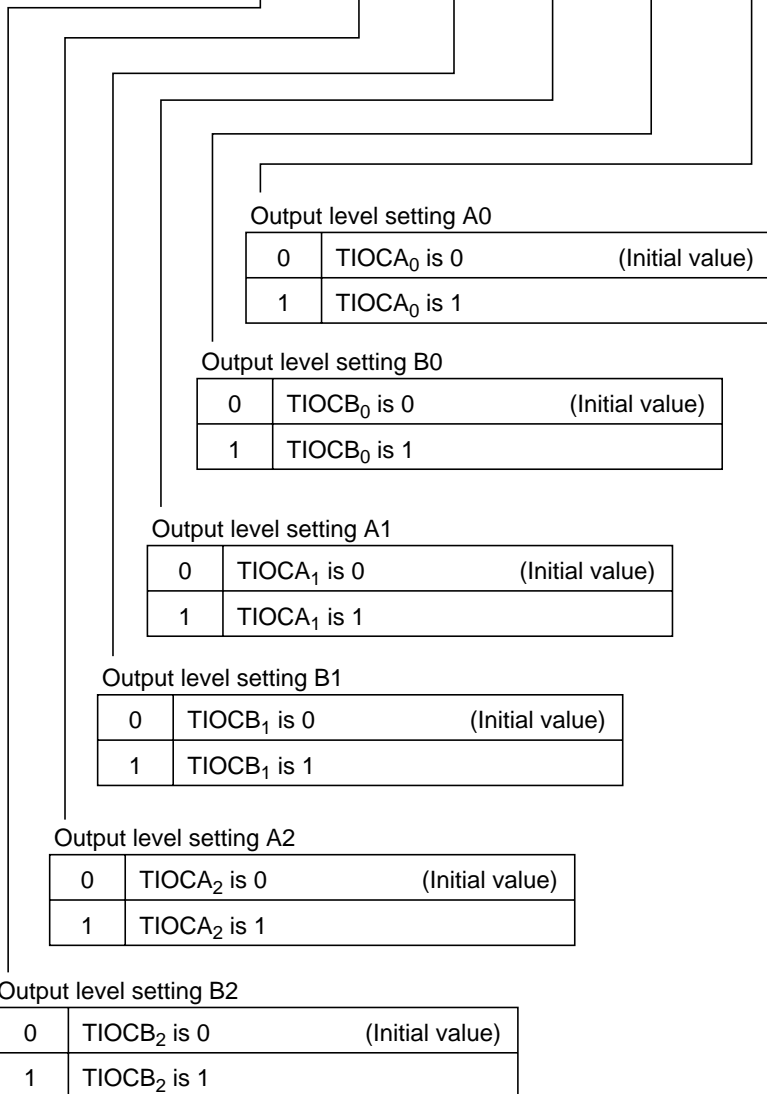 Output level setting A0
0 TIOCA₀ is 0 (Initial value)
1 TIOCA₀ is 1
Output level setting B0
0 TIOCB₀ is 0 (Initial value)
1 TIOCB₀ is 1
Output level setting A1
0 TIOCA₁ is 0 (Initial value)
1 TIOCA₁ is 1
Output level setting B1
0 TIOCB₁ is 0 (Initial value)
1 TIOCB₁ is 1
Output level setting A2
0 TIOCA₂ is 0 (Initial value)
1 TIOCA₂ is 1
Output level setting B2
0 TIOCB₂ is 0 (Initial value)
1 TIOCB₂ is 1